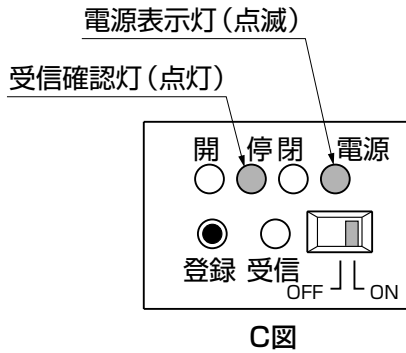 電源表示灯（点滅）
受信確認灯（点灯）
開 停 閉 電源
登録 受信
OFF ON
C図